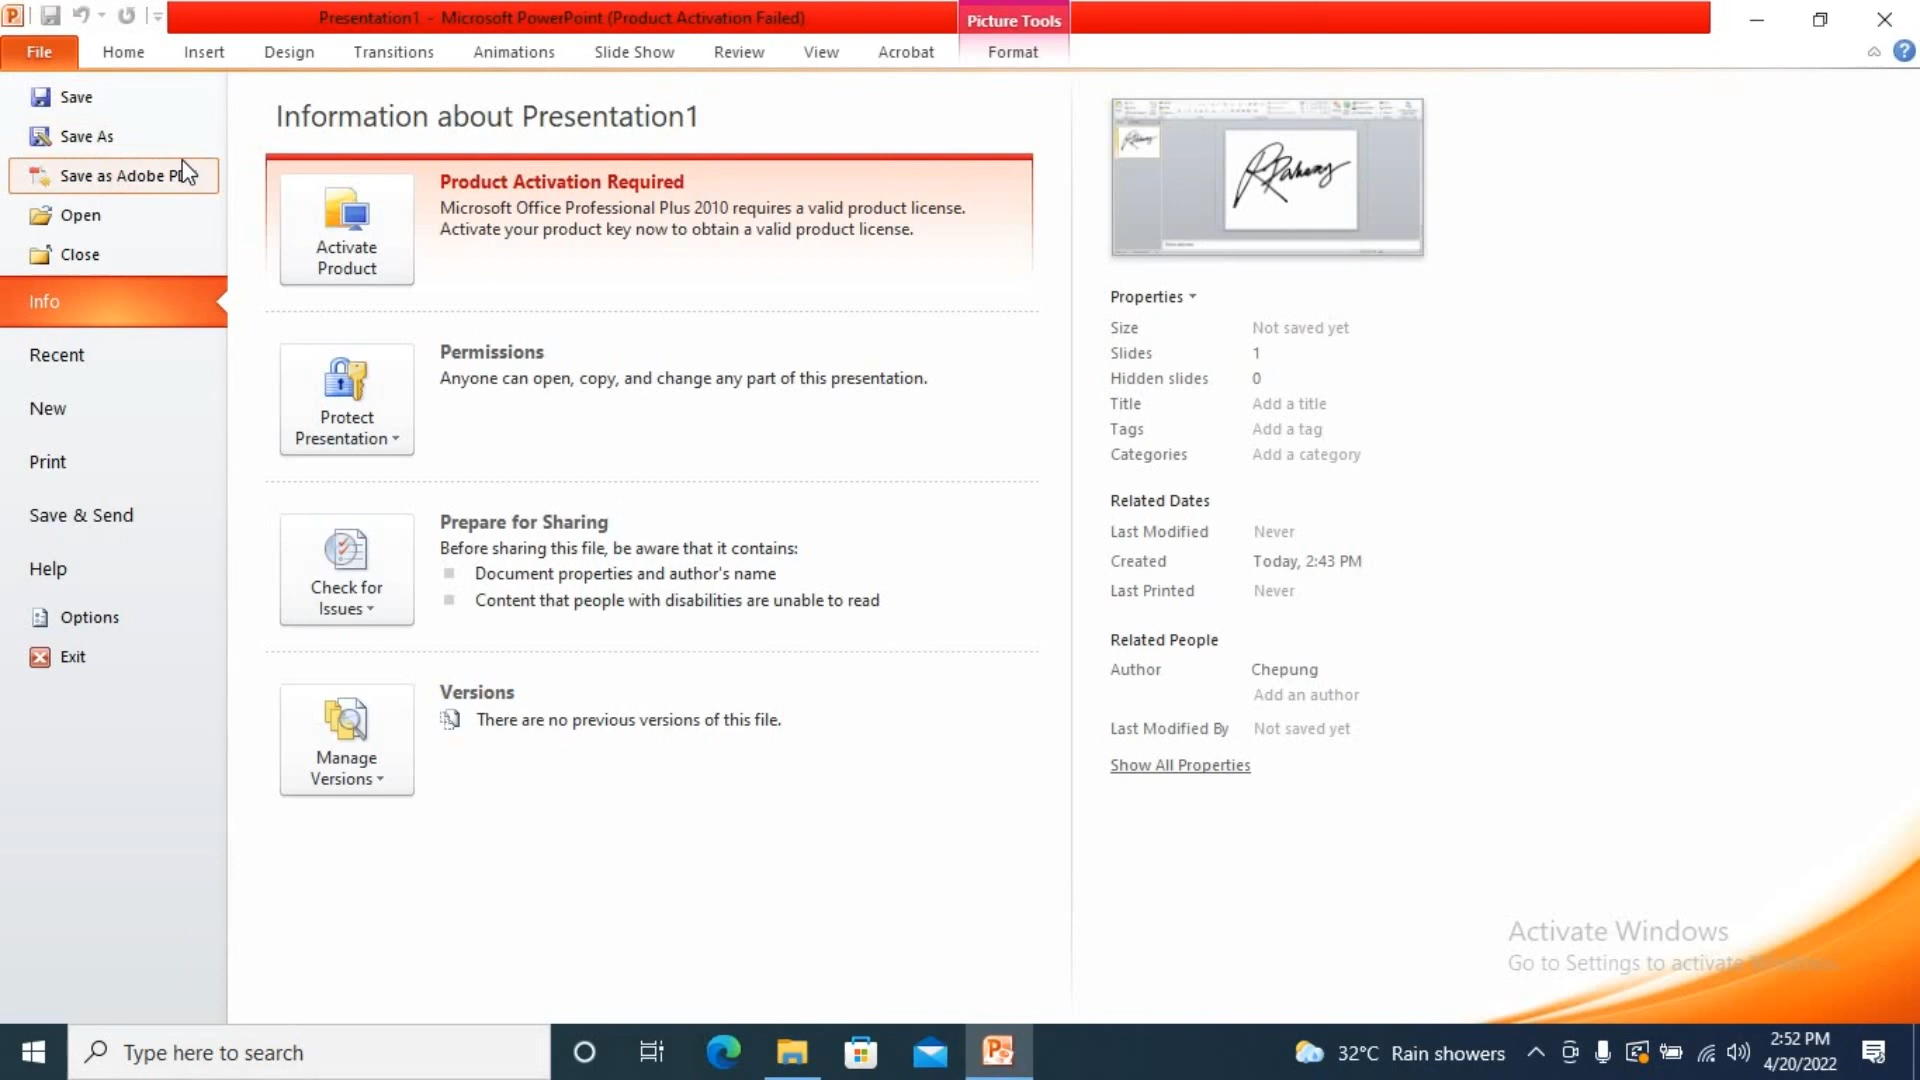 Presentation1 - Microsoft PowerPoint (Product Activation Failed)
Picture Tools
File Home Insert Design Transitions Animations Slide Show Review View Acrobat Format
Save
Save As
Save as Adobe
Open
Close
Info
Recent
New
Print
Save & Send
Help
Options
Exit
Information about Presentation1
Activate
Product
Product Activation Required
Microsoft Office Professional Plus 2010 requires a valid product license.
Activate your product key now to obtain a valid product license.
Protect
Presentation
Permissions
Anyone can open, copy, and change any part of this presentation.
Check for
Issues
Prepare for Sharing
Before sharing this file, be aware that it contains:
Document properties and author's name
Content that people with disabilities are unable to read
Manage
Versions
Versions
There are no previous versions of this file.
Properties
Size Not saved yet
Slides 1
Hidden slides 0
Title Add a title
Tags Add a tag
Categories Add a category
Related Dates
Last Modified Never
Created Today, 2:43 PM
Last Printed Never
Related People
Author Chepung
Add an author
Last Modified By Not saved yet
Show All Properties
Activate Windows
Go to Settings to activate
Type here to search
32°C Rain showers
2:52 PM
4/20/2022